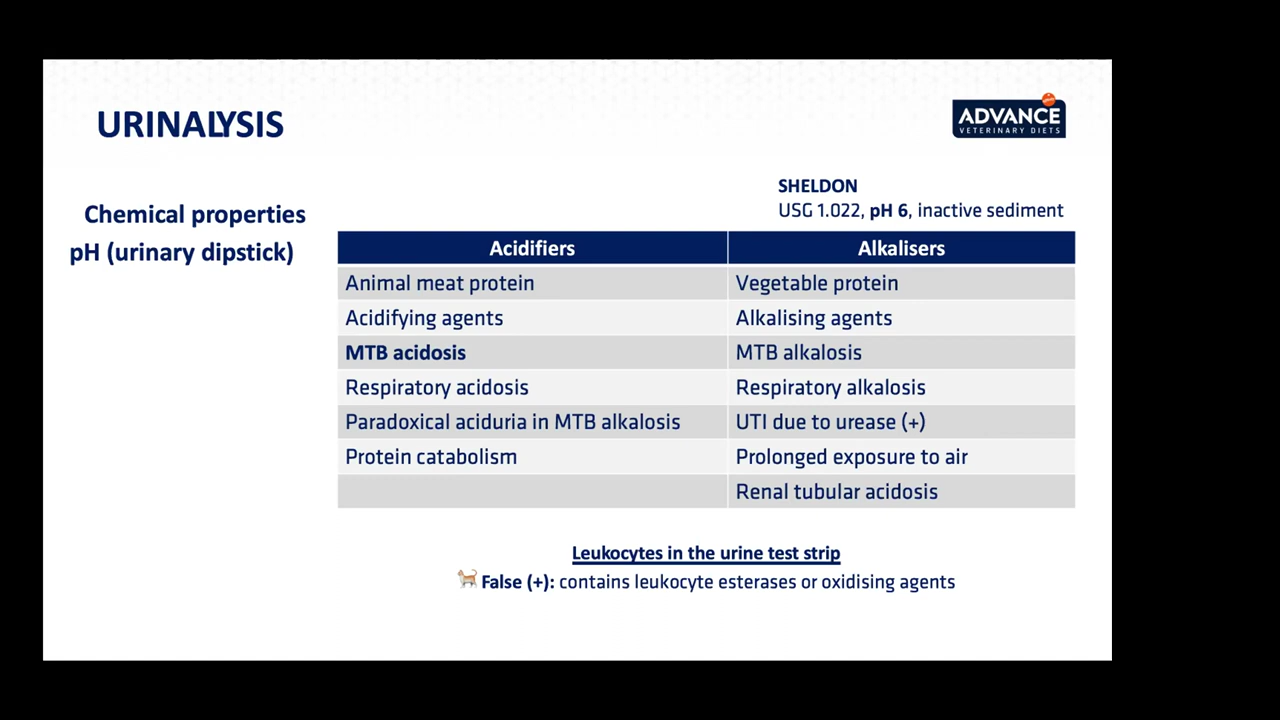 URINALYSIS
ADVANCE
VETERINARY DIETS
SHELDON
USG 1.022, pH 6, inactive sediment
Chemical properties
pH (urinary dipstick)
Acidifiers Alkalisers
Animal meat protein Vegetable protein
Acidifying agents Alkalising agents
MTB acidosis MTB alkalosis
Respiratory acidosis Respiratory alkalosis
Paradoxical aciduria in MTB alkalosis UTI due to urease (+)
Protein catabolism Prolonged exposure to air
Renal tubular acidosis
Leukocytes in the urine test strip
False (+): contains leukocyte esterases or oxidising agents